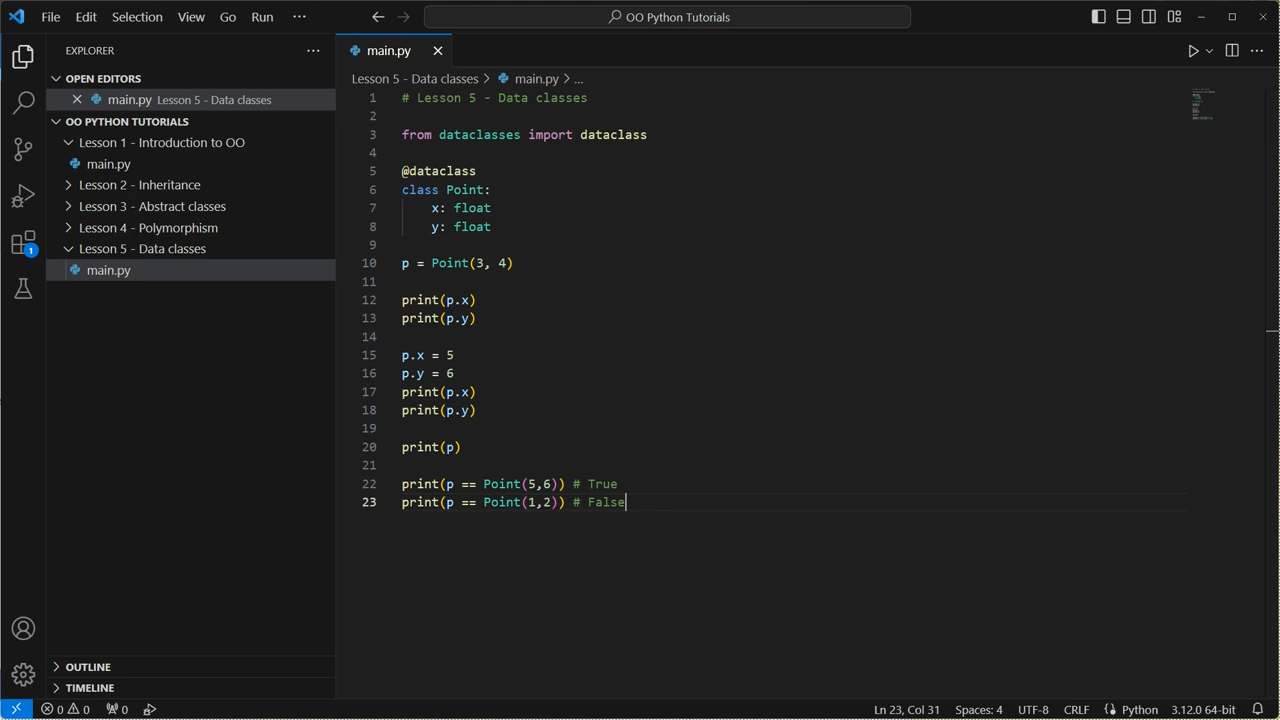 File Edit Selection View Go Run ··· OO Python Tutorials
EXPLORER ···
OPEN EDITORS
main.py Lesson 5 - Data classes
OO PYTHON TUTORIALS
Lesson 1 - Introduction to OO
main.py
Lesson 2 - Inheritance
Lesson 3 - Abstract classes
Lesson 4 - Polymorphism
Lesson 5 - Data classes
main.py
OUTLINE
TIMELINE
1
main.py
Lesson 5 - Data classes > main.py > ...
1 # Lesson 5 - Data classes
2
3 from dataclasses import dataclass
4
5 @dataclass
6 class Point:
7     x: float
8     y: float
9
10 p = Point(3, 4)
11
12 print(p.x)
13 print(p.y)
14
15 p.x = 5
16 p.y = 6
17 print(p.x)
18 print(p.y)
19
20 print(p)
21
22 print(p == Point(5,6)) # True
23 print(p == Point(1,2)) # False
0 0 0 Ln 23, Col 31 Spaces: 4 UTF-8 CRLF Python 3.12.0 64-bit